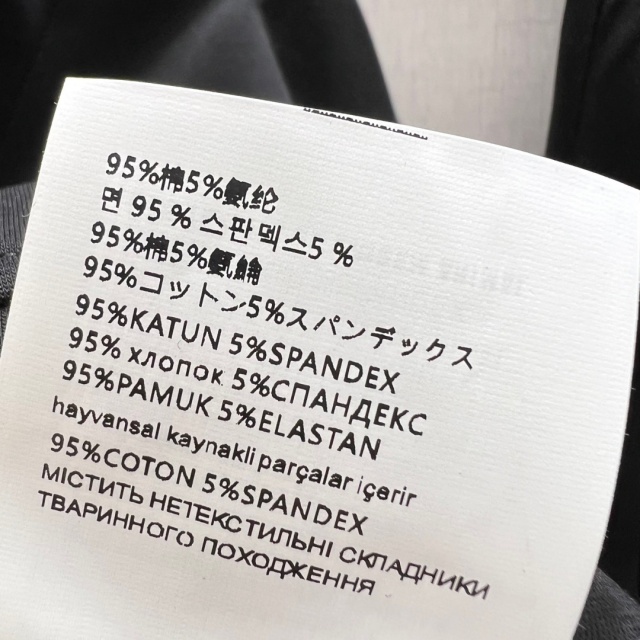 95%棉5%氨纶
면 95 % 스판덱스5 %
95%棉5%氨綸
95%コットン5%スパンデックス
95%KATUN 5%SPANDEX
95% хлопок 5%СПАНДЕКС
95%PAMUK 5%ELASTAN
hayvansal kaynakli parçalar içerir
95%COTON 5%SPANDEX
МІСТИТЬ НЕТЕКСТИЛЬНІ СКЛАДНИКИ
ТВАРИННОГО ПОХОДЖЕННЯ